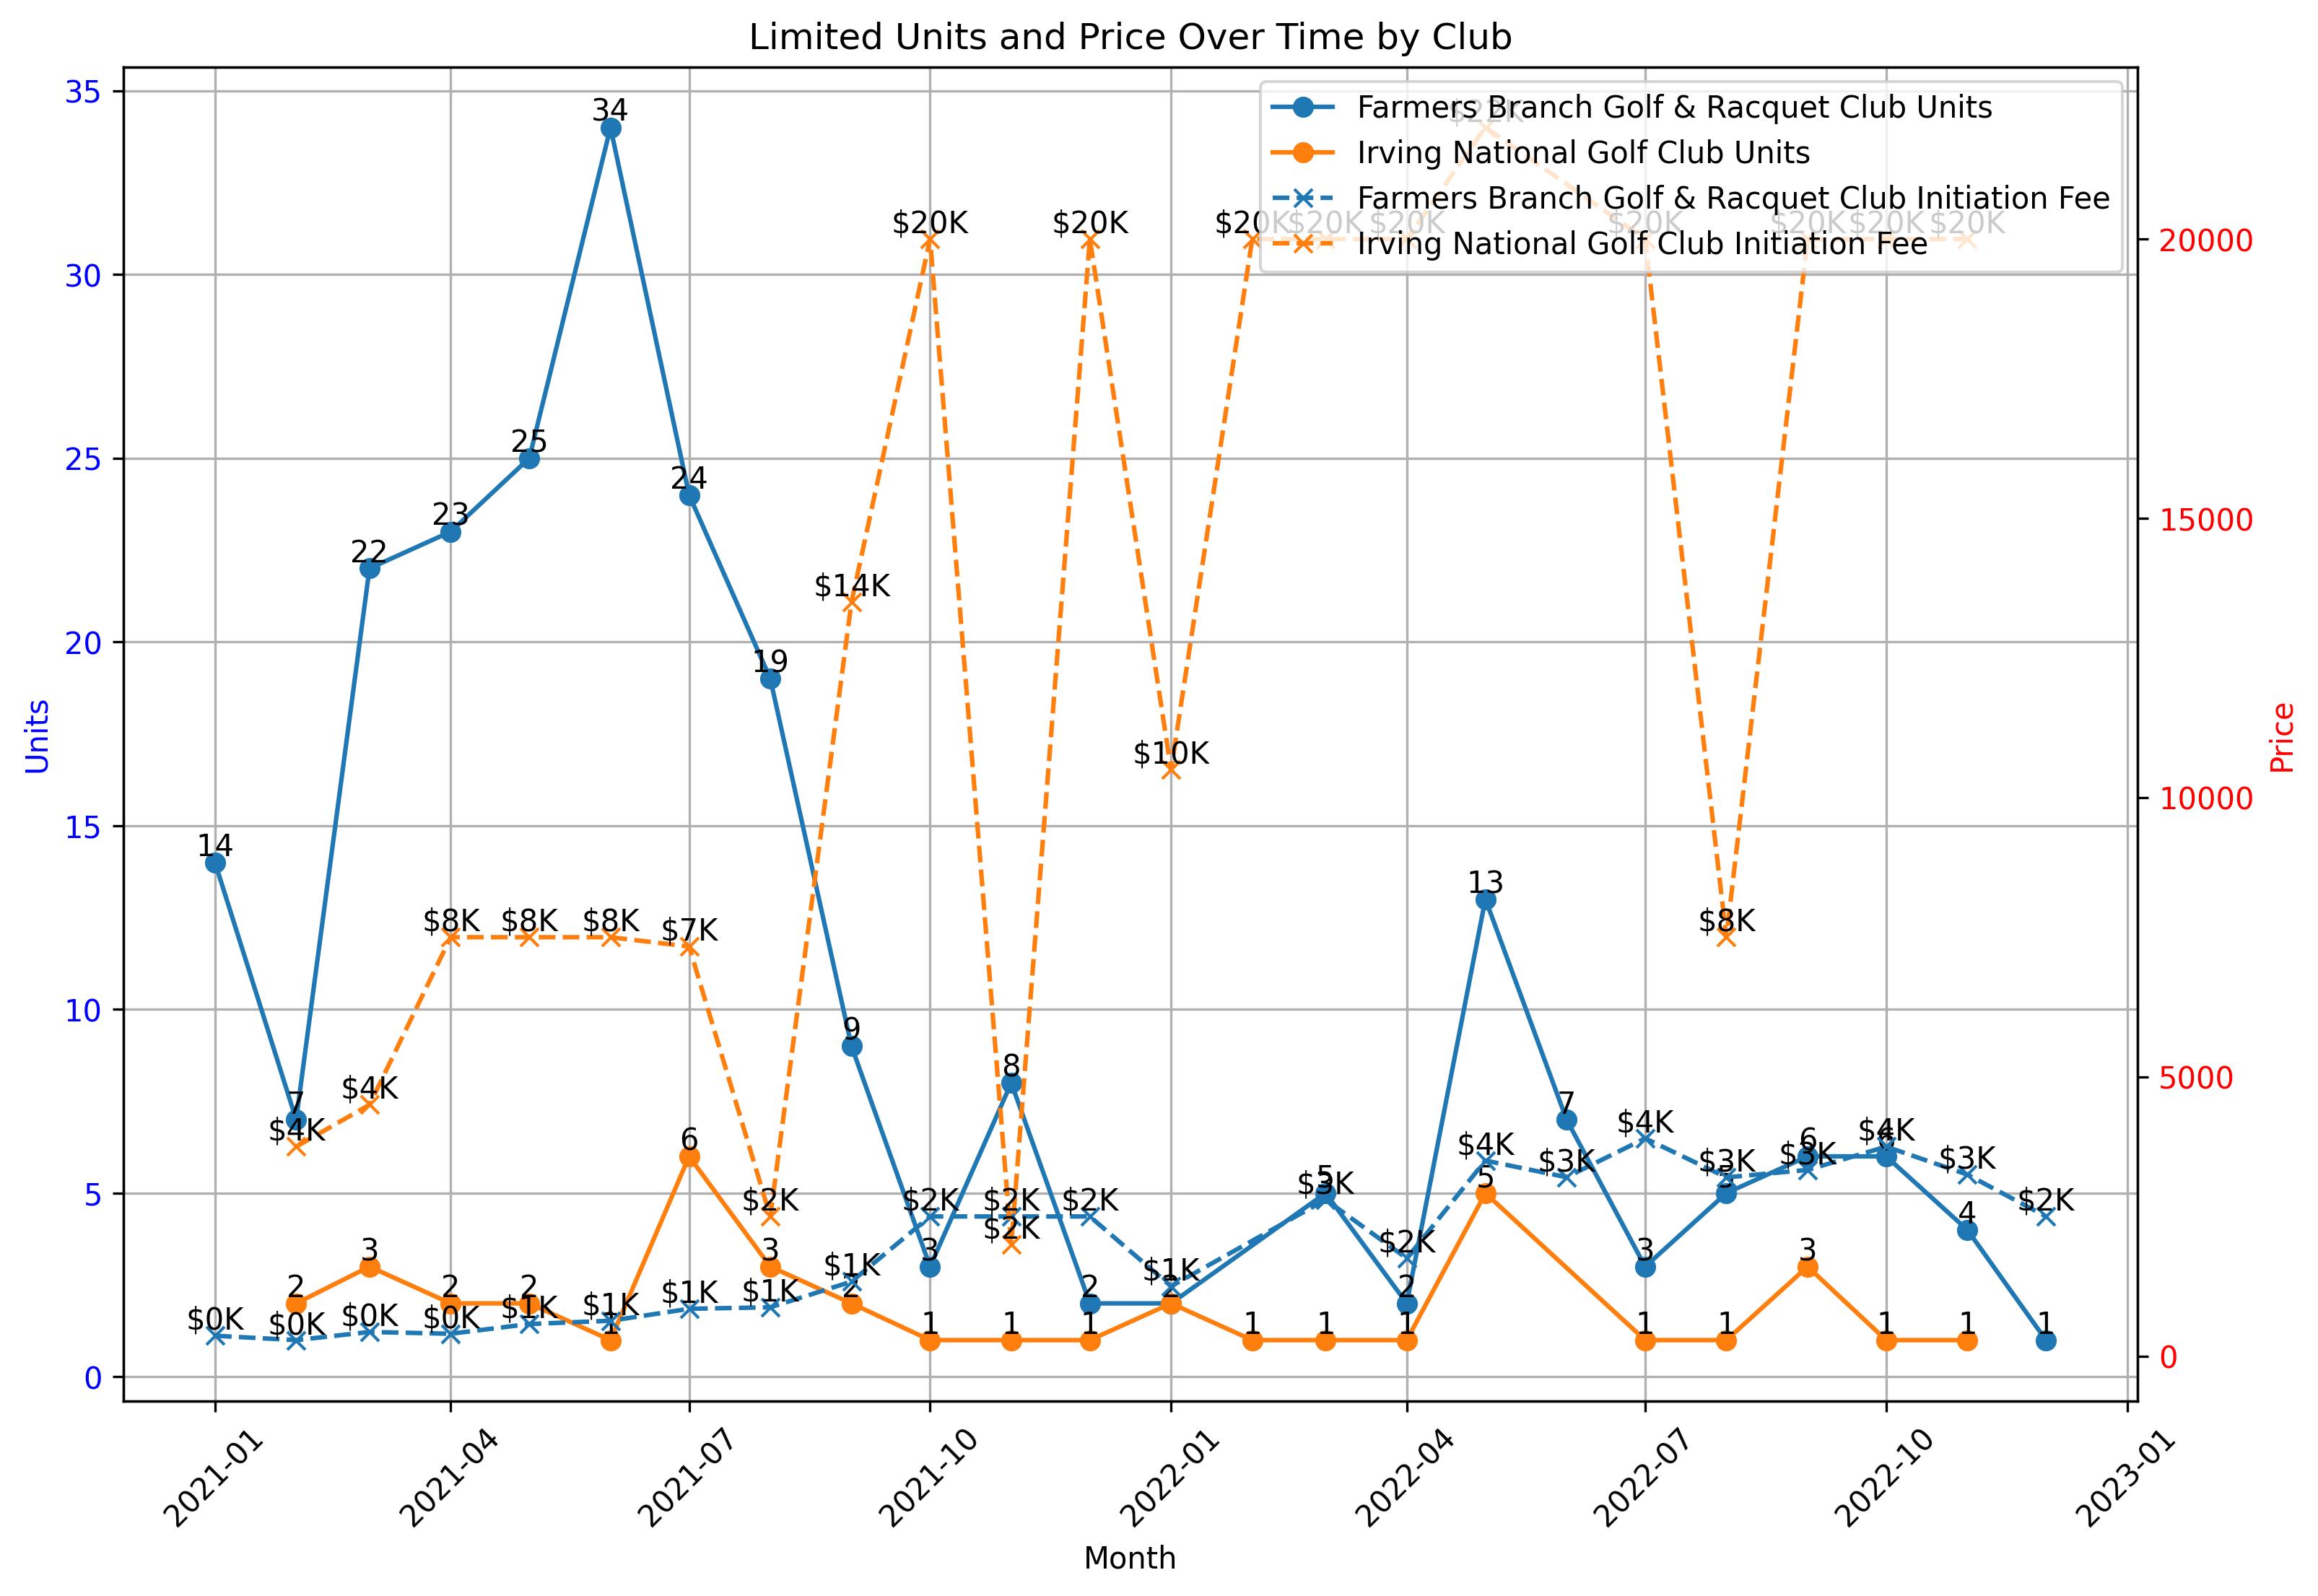 Limited Units and Price Over Time by Club
Farmers Branch Golf & Racquet Club Units
Irving National Golf Club Units
Farmers Branch Golf & Racquet Club Initiation Fee
Irving National Golf Club Initiation Fee
Units
35
30
25
20
15
10
5
0
Price
20000
15000
10000
5000
0
14
7
22
23
25
34
24
19
9
3
8
2
5
2
13
7
3
5
6
6
4
1
2
3
2
2
1
6
3
2
1
1
1
2
1
1
1
5
1
1
3
1
1
$0K
$0K
$0K
$0K
$1K
$1K
$1K
$1K
$1K
$2K
$2K
$2K
$1K
$3K
$2K
$4K
$3K
$4K
$3K
$3K
$4K
$3K
$2K
$4K
$4K
$8K
$8K
$8K
$7K
$2K
$14K
$20K
$2K
$20K
$10K
$20K
$20K
$20K
$22K
$20K
$8K
$20K
$20K
$20K
2021-01
2021-04
2021-07
2021-10
2022-01
2022-04
2022-07
2022-10
2023-01
Month